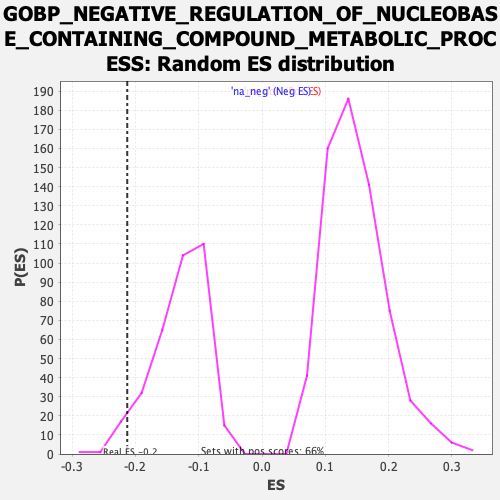 GOBP_NEGATIVE_REGULATION_OF_NUCLEOBAS
E_CONTAINING_COMPOUND_METABOLIC_PROC
ESS: Random ES distribution
'na_neg' (Neg ES)
P(ES)
190
180
170
160
150
140
130
120
110
100
90
80
70
60
50
40
30
20
10
0
Real ES -0.2
Sets with pos scores: 66%
-0.3 -0.2 -0.1 0.0 0.1 0.2 0.3
ES